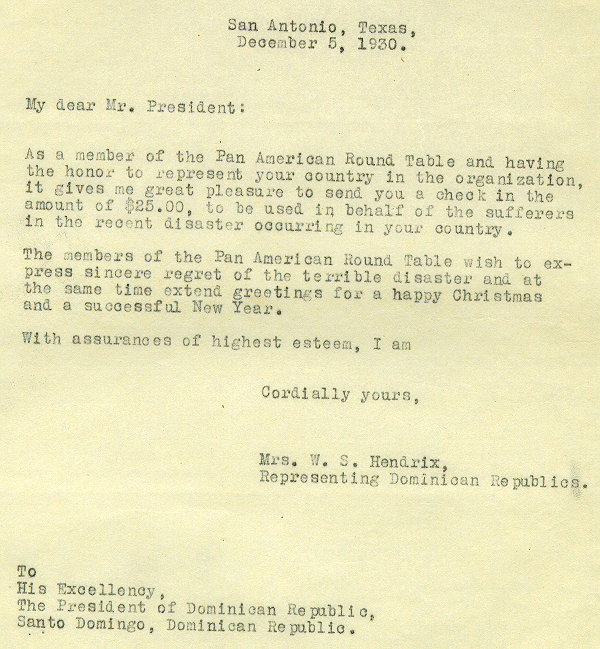 San Antonio, Texas,
December 5, 1930.
My dear Mr. President:
As a member of the Pan American Round Table and having
the honor to represent your country in the organization,
it gives me great pleasure to send you a check in the
amount of $25.00, to be used in behalf of the sufferers
in the recent disaster occurring in your country.
The members of the Pan American Round Table wish to ex-
press sincere regret of the terrible disaster and at
the same time extend greetings for a happy Christmas
and a successful New Year.
With assurances of highest esteem, I am
Cordially yours,
Mrs. W. S. Hendrix,
Representing Dominican Republics.
To
His Excellency,
The President of Dominican Republic,
Santo Domingo, Dominican Republic.